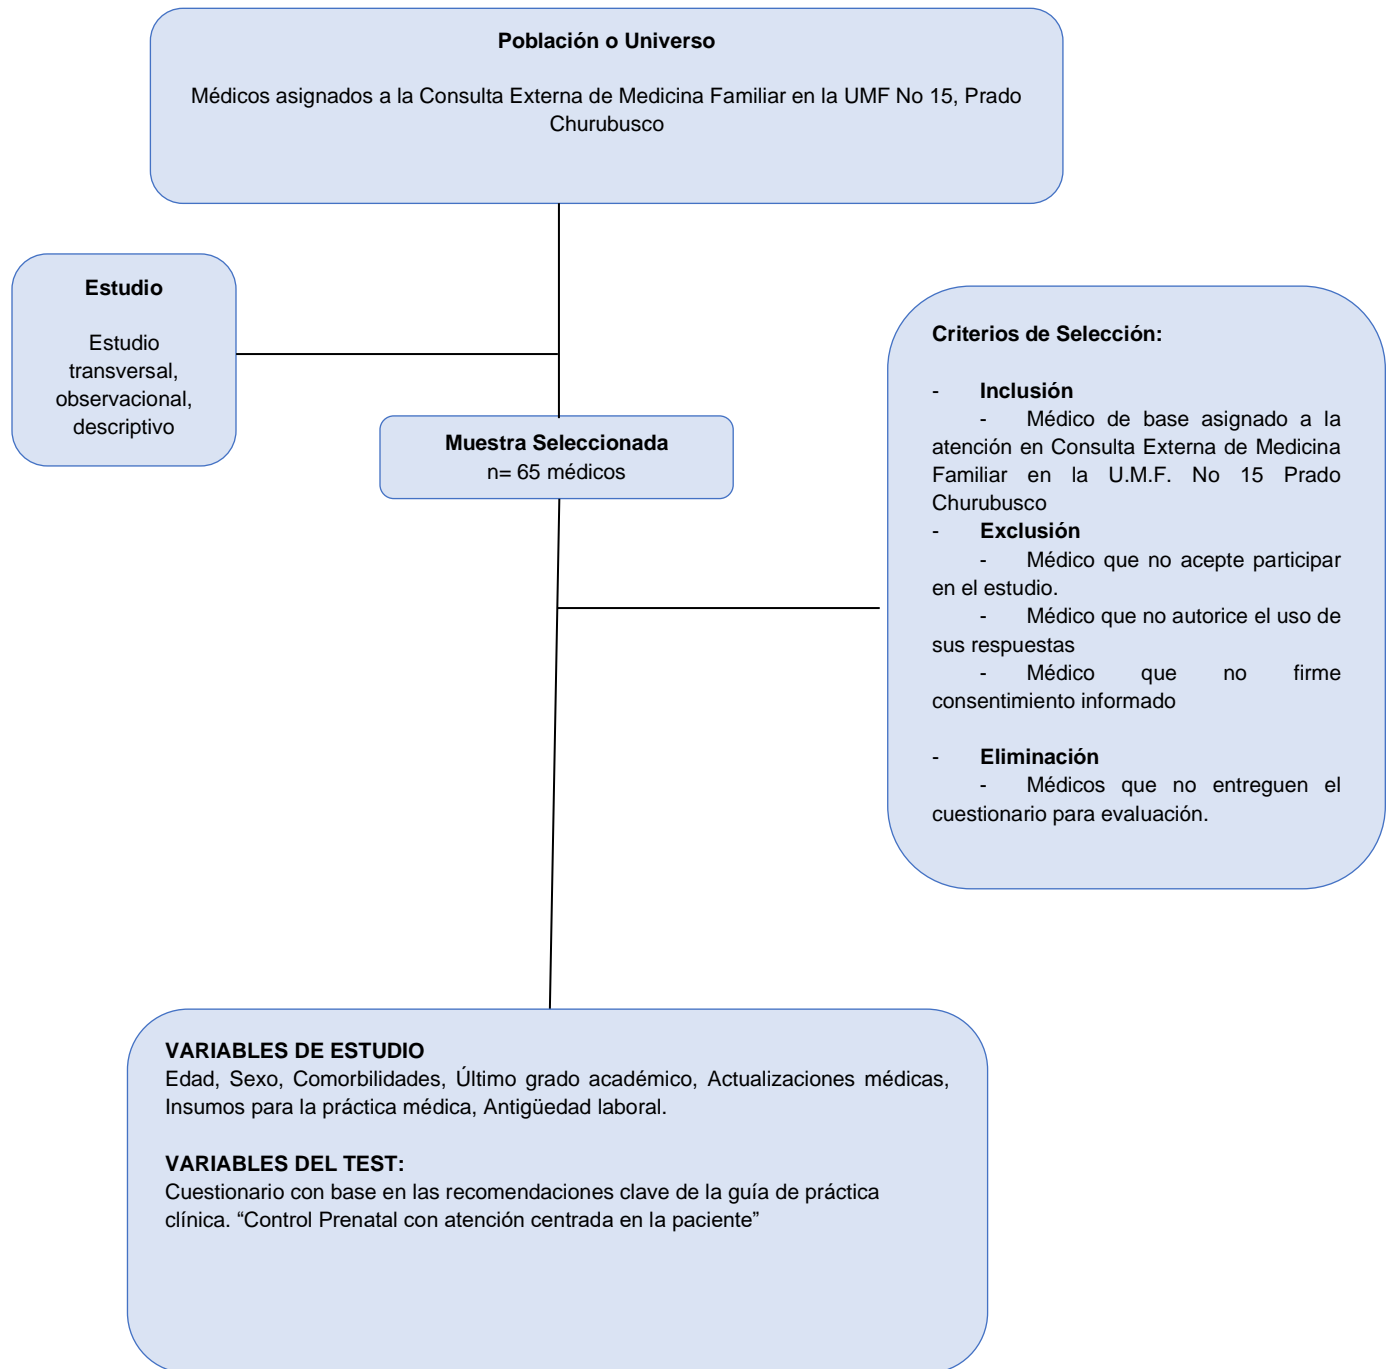 Población o Universo
Médicos asignados a la Consulta Externa de Medicina Familiar en la UMF No 15, Prado
Churubusco
Estudio
Estudio
transversal,
observacional,
descriptivo
Muestra Seleccionada
n= 65 médicos
Criterios de Selección:
- Inclusión
- Médico de base asignado a la
atención en Consulta Externa de Medicina
Familiar en la U.M.F. No 15 Prado
Churubusco
- Exclusión
- Médico que no acepte participar
en el estudio.
- Médico que no autorice el uso de
sus respuestas
- Médico que no firme
consentimiento informado
- Eliminación
- Médicos que no entreguen el
cuestionario para evaluación.
VARIABLES DE ESTUDIO
Edad, Sexo, Comorbilidades, Último grado académico, Actualizaciones médicas,
Insumos para la práctica médica, Antigüedad laboral.
VARIABLES DEL TEST:
Cuestionario con base en las recomendaciones clave de la guía de práctica
clínica. “Control Prenatal con atención centrada en la paciente”